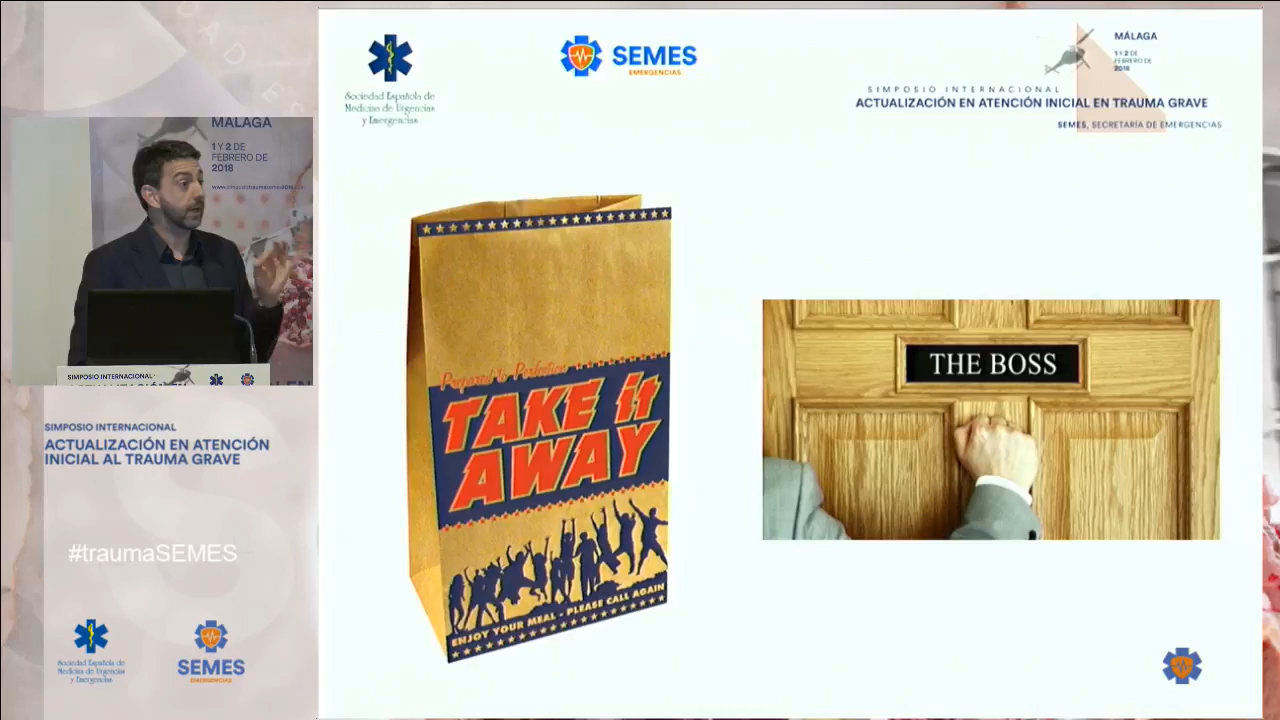 MÁLAGA
1 Y 2 DE
FEBRERO DE
2018
SIMPOSIO INTERNACIONAL
ACTUALIZACIÓN EN ATENCIÓN
INICIAL AL TRAUMA GRAVE
#traumaSEMES
Sociedad Española de
Medicina de Urgencias
y Emergencias
SEMES
EMERGENCIAS
Sociedad Española de
Medicina de Urgencias
y Emergencias
SEMES
EMERGENCIAS
MÁLAGA
1 Y 2 DE
FEBRERO DE
2018
SIMPOSIO INTERNACIONAL
ACTUALIZACIÓN EN ATENCIÓN INICIAL EN TRAUMA GRAVE
SEMES, SECRETARÍA DE EMERGENCIAS
Prepared to Perfection
TAKE it
AWAY
ENJOY YOUR MEAL - PLEASE CALL AGAIN
THE BOSS